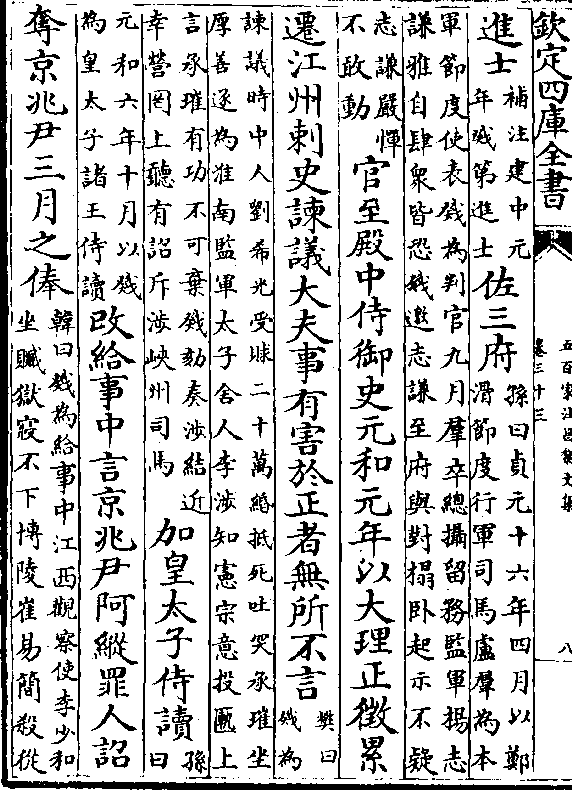 欽定四庫全書
五百家注昌黎文集
卷三十三
八
進士補注建中元年戣第進士佐三府孫曰貞元十六年四月以鄭滑節度行軍司馬盧羣為本
軍節度使表戣為判官九月羣卒總攝留務監軍楊志
謙雅自肆衆皆恐戣邀志謙至府與對榻卧起示不疑
志謙嚴憚不敢動官至殿中侍御史元和元年以大理正徵累
遷江州刺史諫議大夫事有害於正者無所不言樊曰戣為
諫議時中人劉希光受賕二十萬緡抵死吐突承璀坐
厚善逐為淮南監軍太子舍人李涉知憲宗意投匭上
言承璀有功不可棄戣劾奏涉結近幸營罔上聽有詔斥涉峽州司馬加皇太子侍讀孫曰
元和六年十月以戣為皇太子諸王侍讀改給事中言京兆尹阿縱罪人詔
奪京兆尹三月之俸韓曰戣為給事中江西觀察使李少和坐贓獄寢不下博陵崔易簡殺從